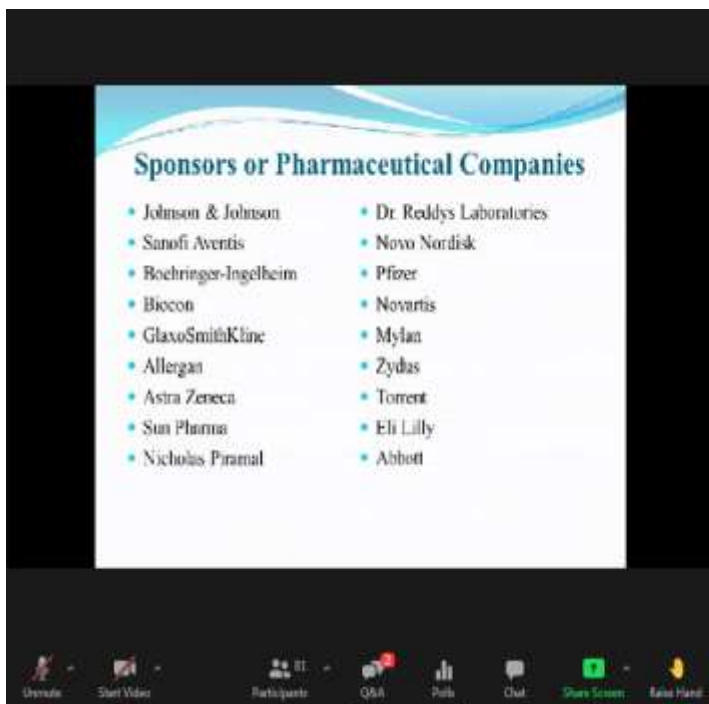 Sponsors or Pharmaceutical Companies
Johnson & Johnson
Sanofi Aventis
Boehringer-Ingelheim
Biocon
GlaxoSmithKline
Allergan
Astra Zeneca
Sun Pharma
Nicholas Piramal
Dr. Reddys Laboratories
Novo Nordisk
Pfizer
Novartis
Mylan
Zydus
Torrent
Eli Lilly
Abbott
Unmute
Start Video
Participants
Q&A
2
Polls
Chat
Share Screen
Raise Hand